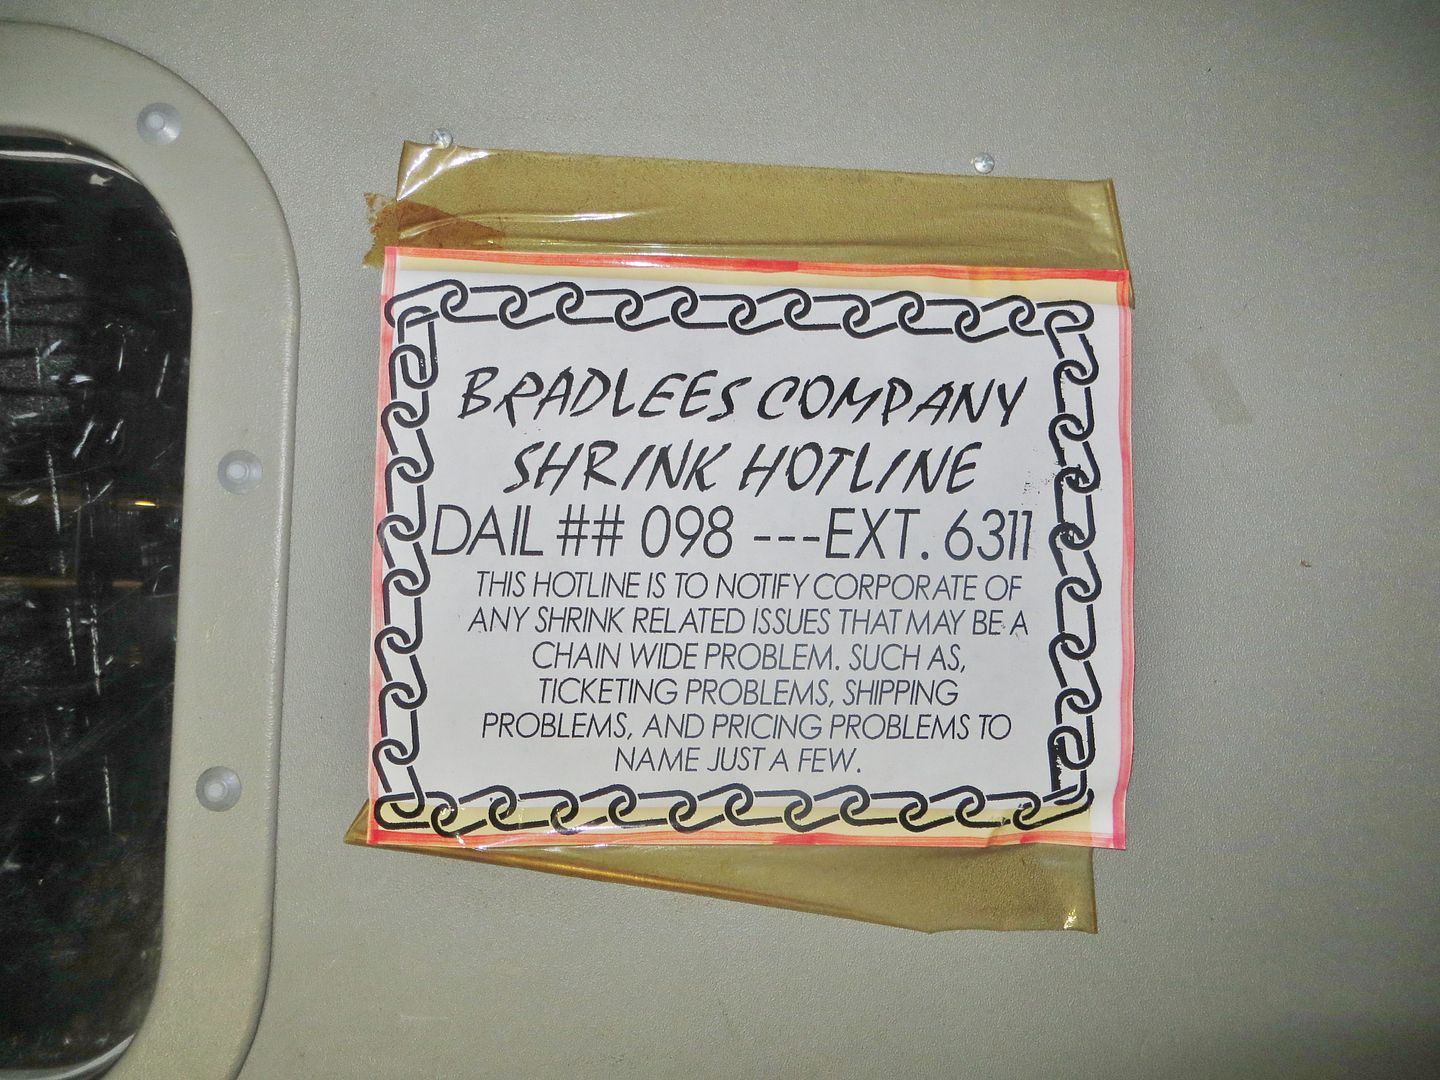 BRADLEES COMPANY
SHRINK HOTLINE
DAIL ## 098 ---EXT. 6311
THIS HOTLINE IS TO NOTIFY CORPORATE OF
ANY SHRINK RELATED ISSUES THAT MAY BE A
CHAIN WIDE PROBLEM. SUCH AS,
TICKETING PROBLEMS, SHIPPING
PROBLEMS, AND PRICING PROBLEMS TO
NAME JUST A FEW.